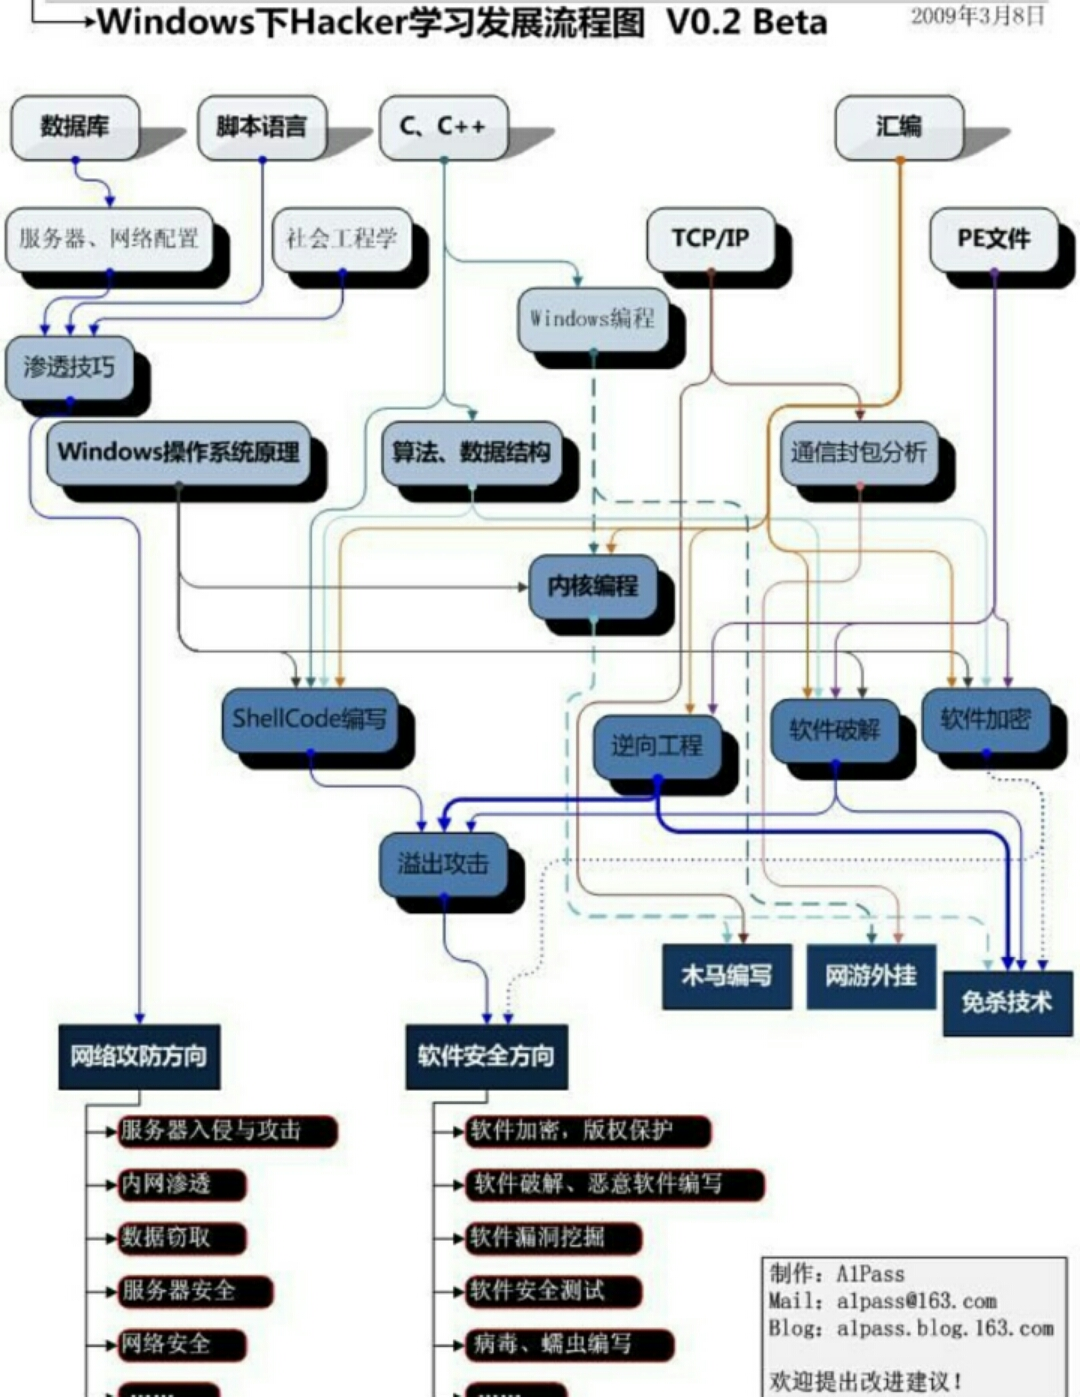 Windows下Hacker学习发展流程图 V0.2 Beta
2009年3月8日
数据库
脚本语言
C、C++
汇编
服务器、网络配置
社会工程学
TCP/IP
PE文件
Windows编程
渗透技巧
Windows操作系统原理
算法、数据结构
通信封包分析
内核编程
ShellCode编写
逆向工程
软件破解
软件加密
溢出攻击
木马编写
网游外挂
免杀技术
网络攻防方向
软件安全方向
服务器入侵与攻击
软件加密，版权保护
内网渗透
软件破解、恶意软件编写
数据窃取
软件漏洞挖掘
服务器安全
软件安全测试
网络安全
病毒、蠕虫编写
制作：A1Pass
Mail：a1pass@163.com
Blog：a1pass.blog.163.com
欢迎提出改进建议！